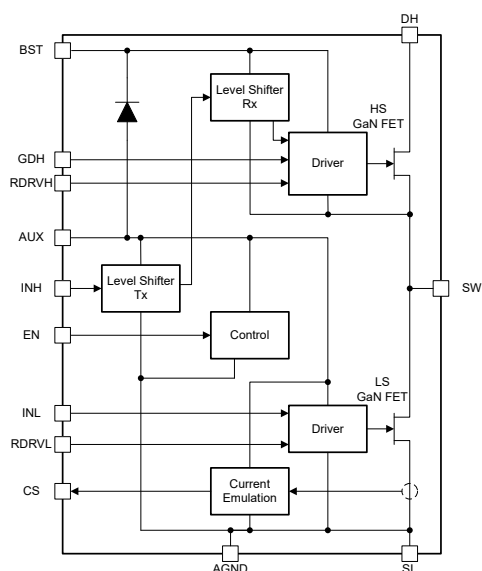 DH
BST
Level Shifter
Rx
HS
GaN FET
GDH
Driver
RDRVH
AUX
INH
Level Shifter
Tx
SW
EN
Control
LS
GaN FET
INL
Driver
RDRVL
CS
Current
Emulation
AGND
SL